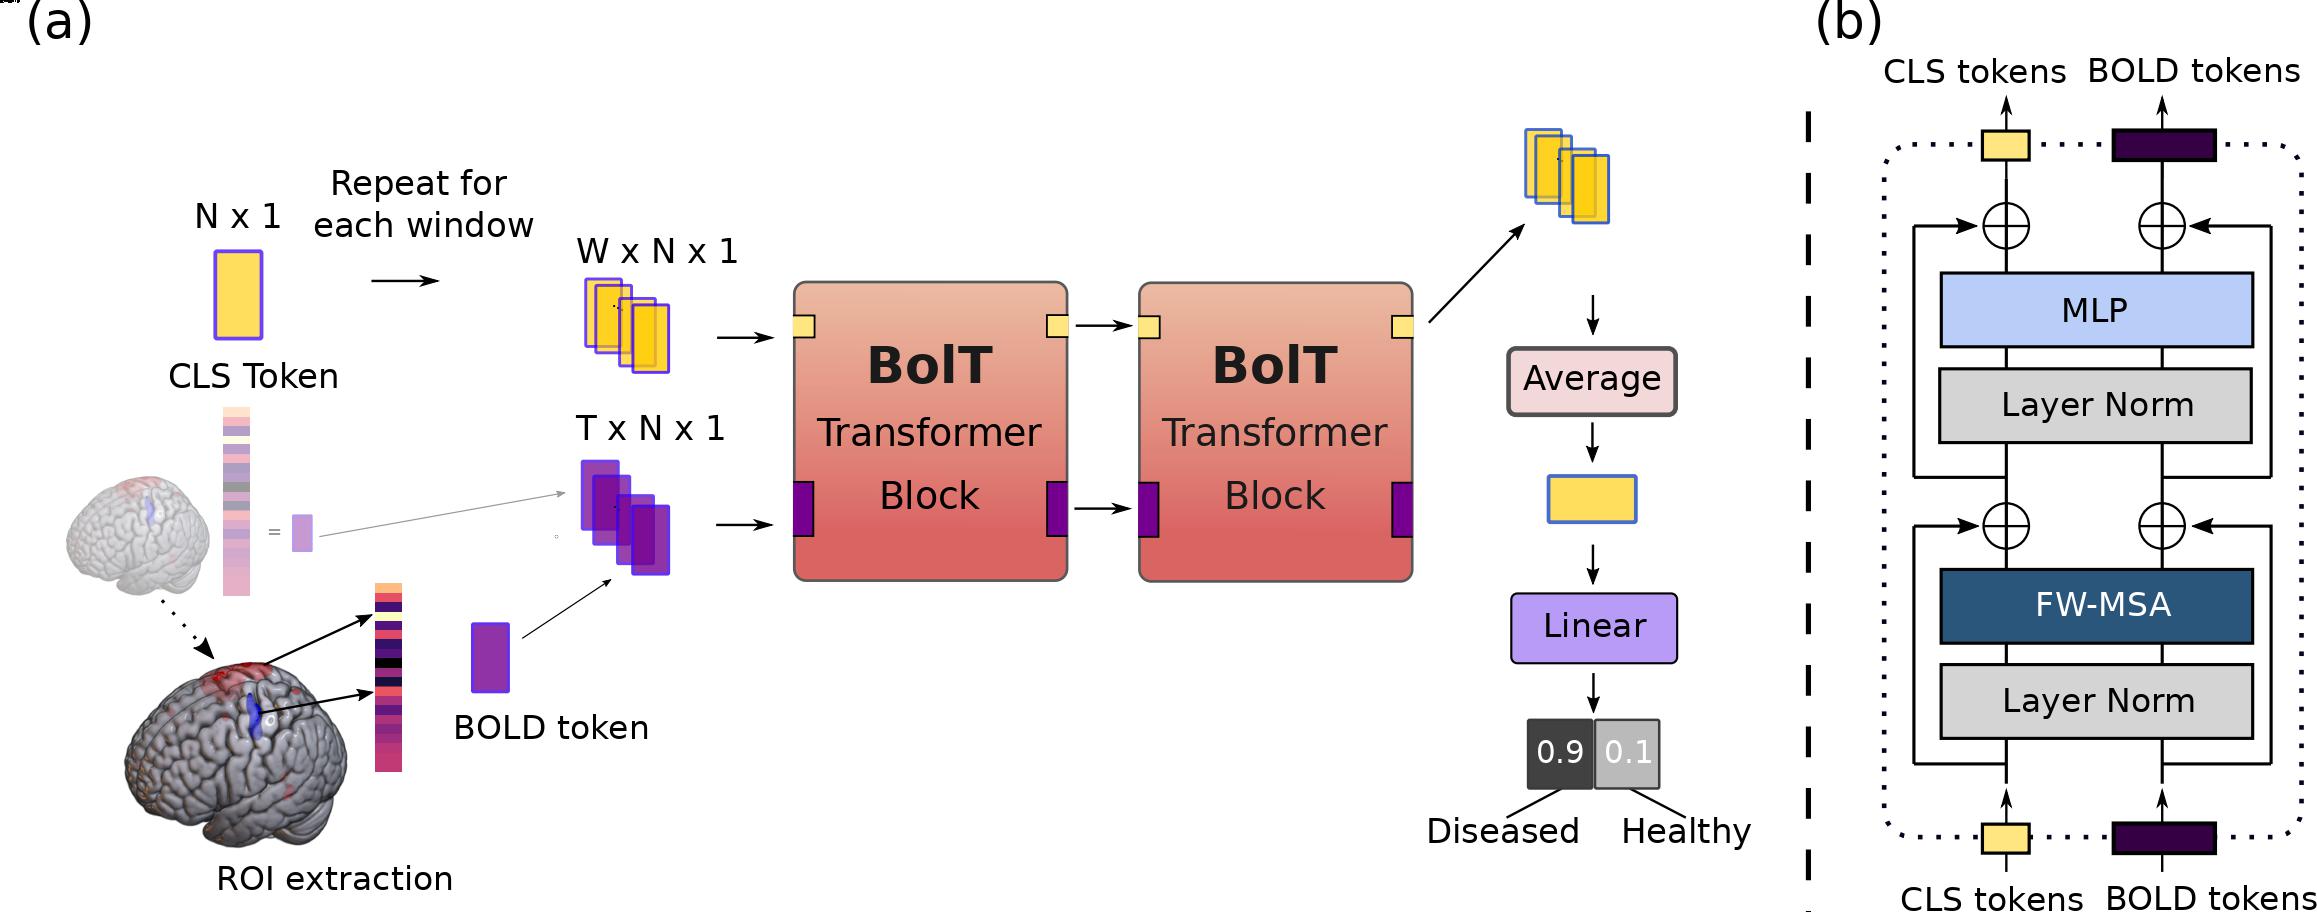 (a)
N x 1
Repeat for
each window
CLS Token
W x N x 1
T x N x 1
=
BOLD token
ROI extraction
BolT
Transformer
Block
BolT
Transformer
Block
Average
Linear
0.9 0.1
Diseased Healthy
(b)
CLS tokens BOLD tokens
MLP
Layer Norm
FW-MSA
Layer Norm
CLS tokens BOLD tokens